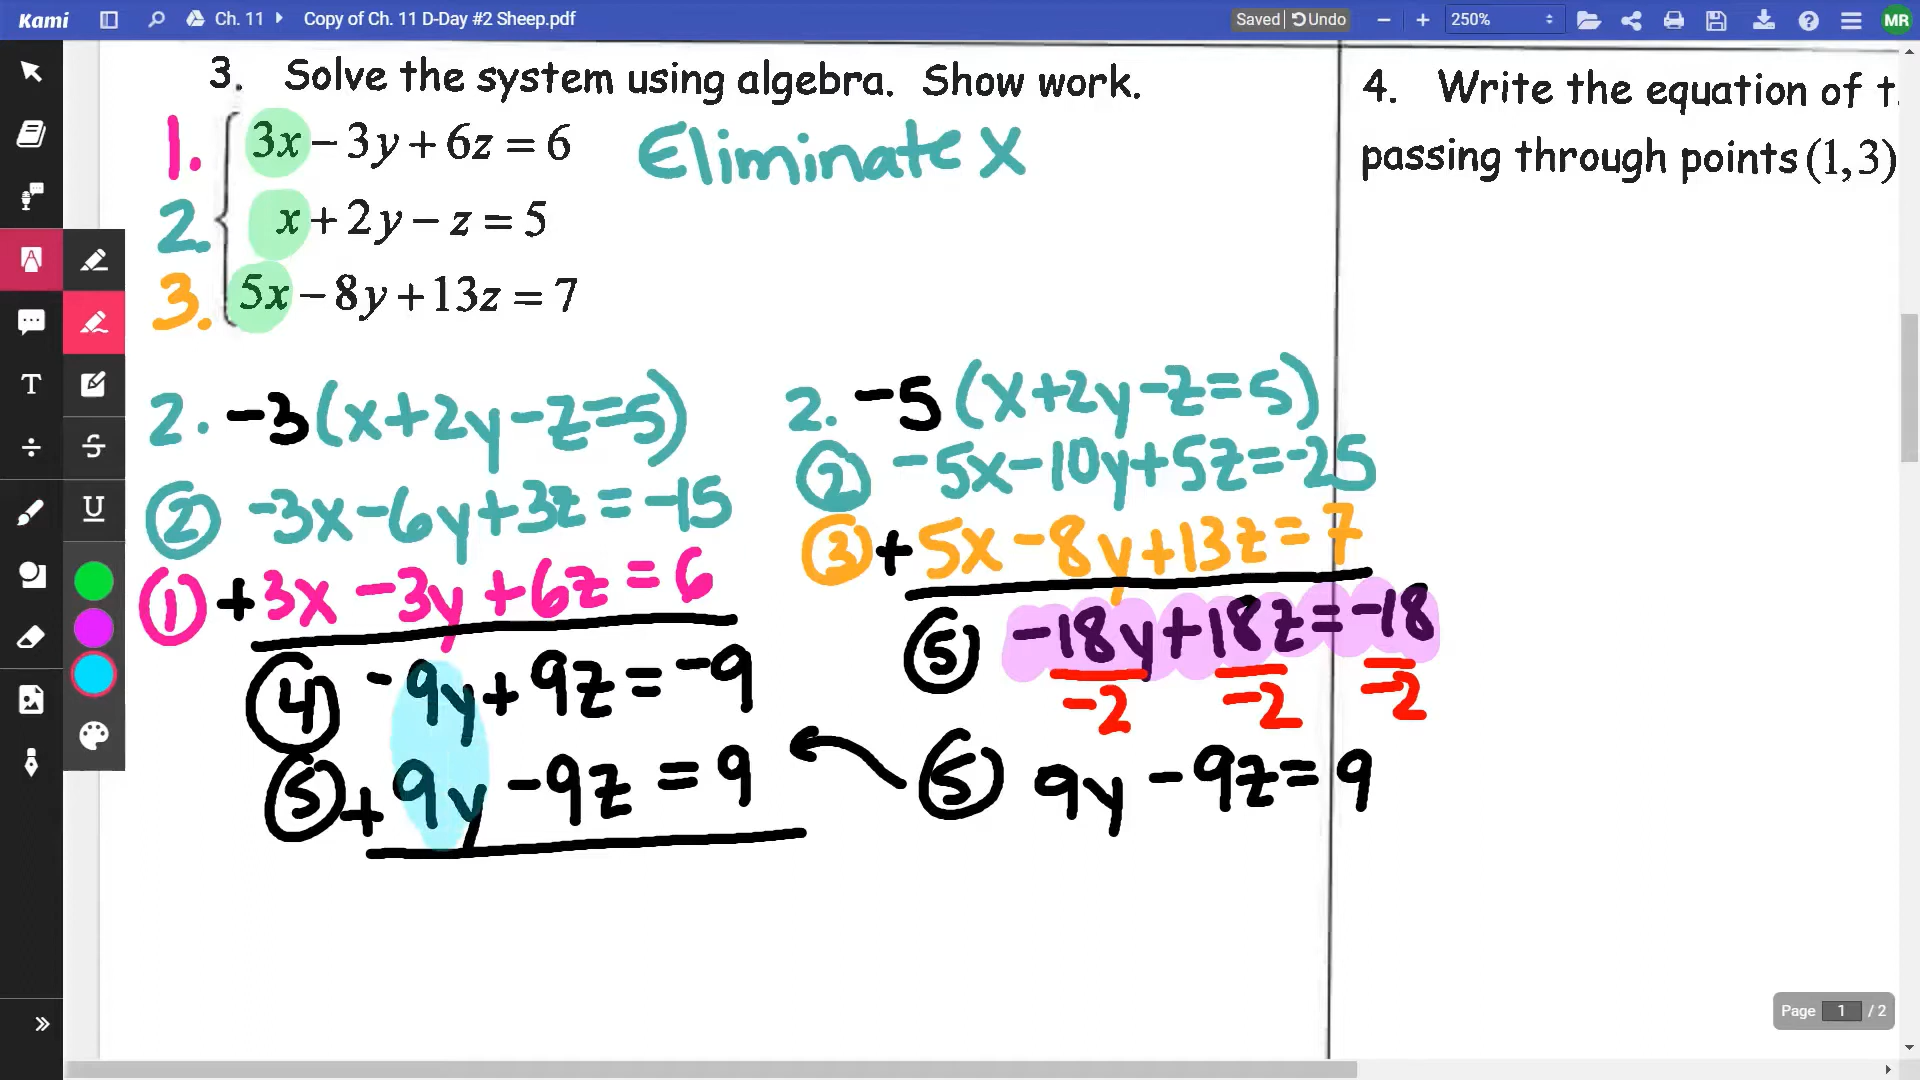 Kami Ch. 11 Copy of Ch. 11 D-Day #2 Sheep.pdf Saved Undo 250% MR
3. Solve the system using algebra. Show work.
1. 3x − 3y + 6z = 6 Eliminate x
2. x + 2y − z = 5
3. 5x − 8y + 13z = 7
2. -3(x+2y-z=5)
② -3x-6y+3z=-15
① +3x-3y+6z=6
④ -9y+9z=-9
⑤ +9y-9z=9
2. -5(x+2y-z=5)
② -5x-10y+5z=-25
③ +5x-8y+13z=7
⑤ -18y+18z=-18
-2 -2 -2
⑤ 9y-9z=9
4. Write the equation of t
passing through points (1,3)
T
S
U
Page 1 / 2